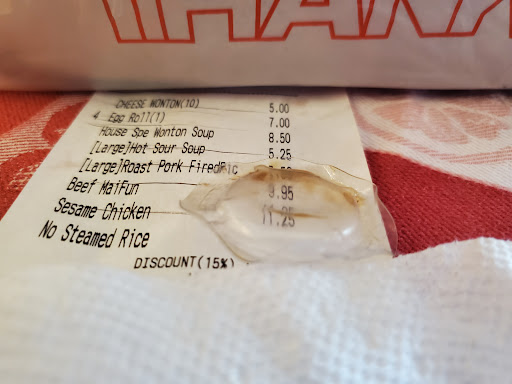 THANK
CHEESE WONTON(10) 5.00
4 Egg Roll(1) 7.00
House Spe Wonton Soup 8.50
[Large]Hot Sour Soup 5.25
[Large]Roast Pork FiredRic
Beef MaiFun 9.95
Sesame Chicken 11.25
No Steamed Rice
DISCOUNT(15%)